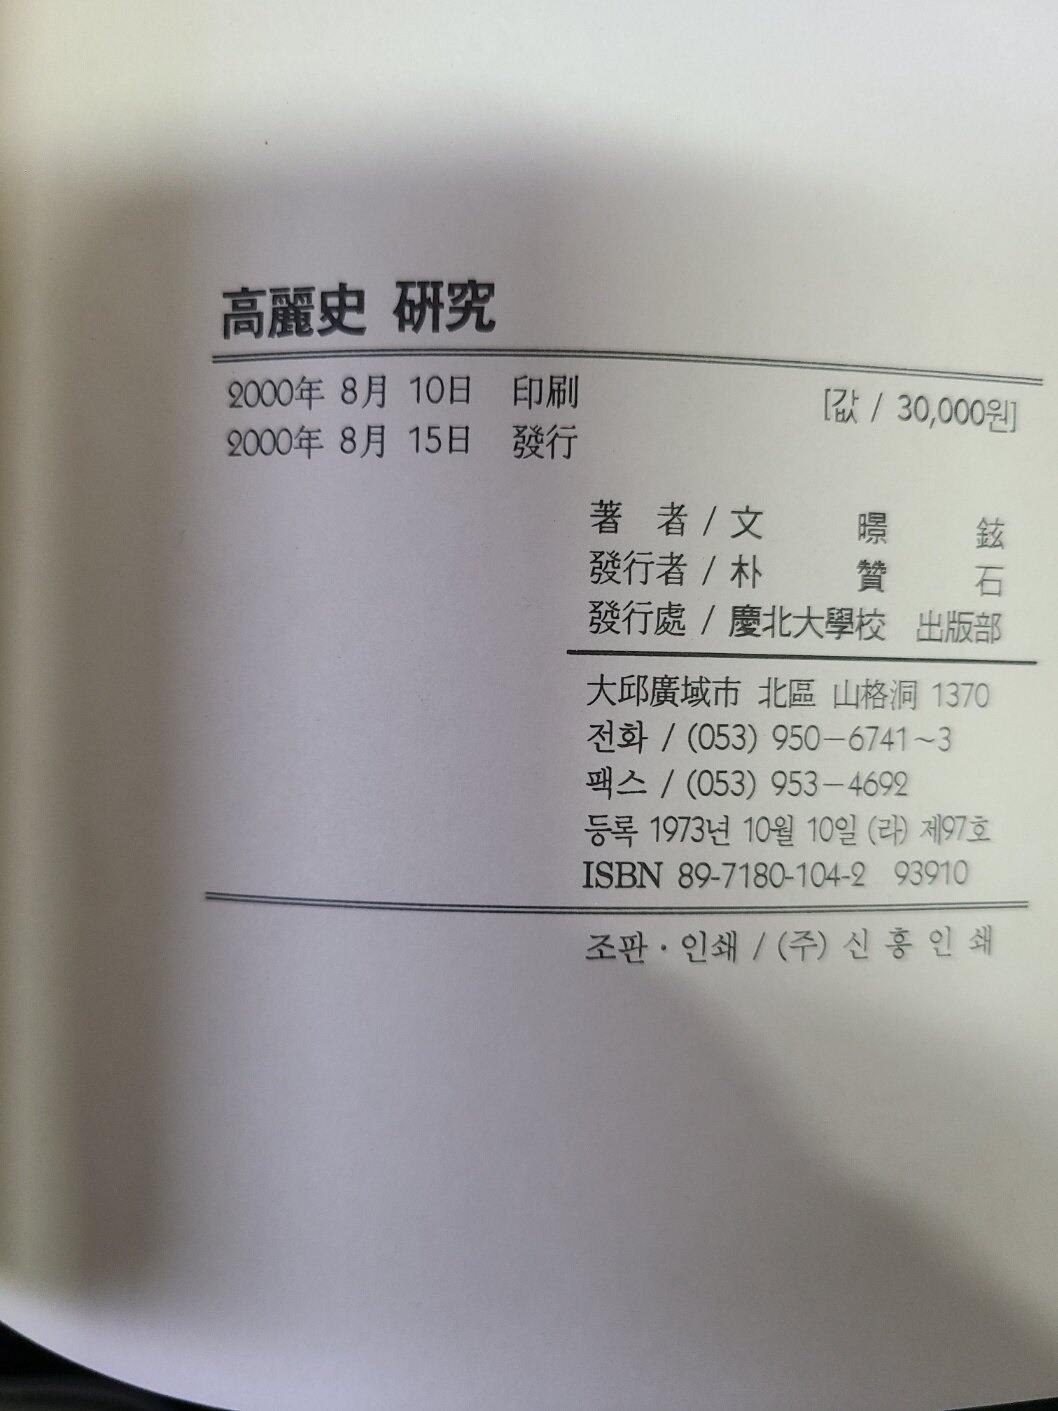 高麗史 硏究
2000年 8月 10日 印刷 [값 / 30,000원]
2000年 8月 15日 發行
著 者 / 文 暻 鉉
發行者 / 朴 贊 石
發行處 / 慶北大學校 出版部
大邱廣域市 北區 山格洞 1370
전화 / (053) 950-6741~3
팩스 / (053) 953-4692
등록 1973년 10월 10일 (라) 제97호
ISBN 89-7180-104-2 93910
조판 · 인쇄 / (주) 신 흥 인 쇄